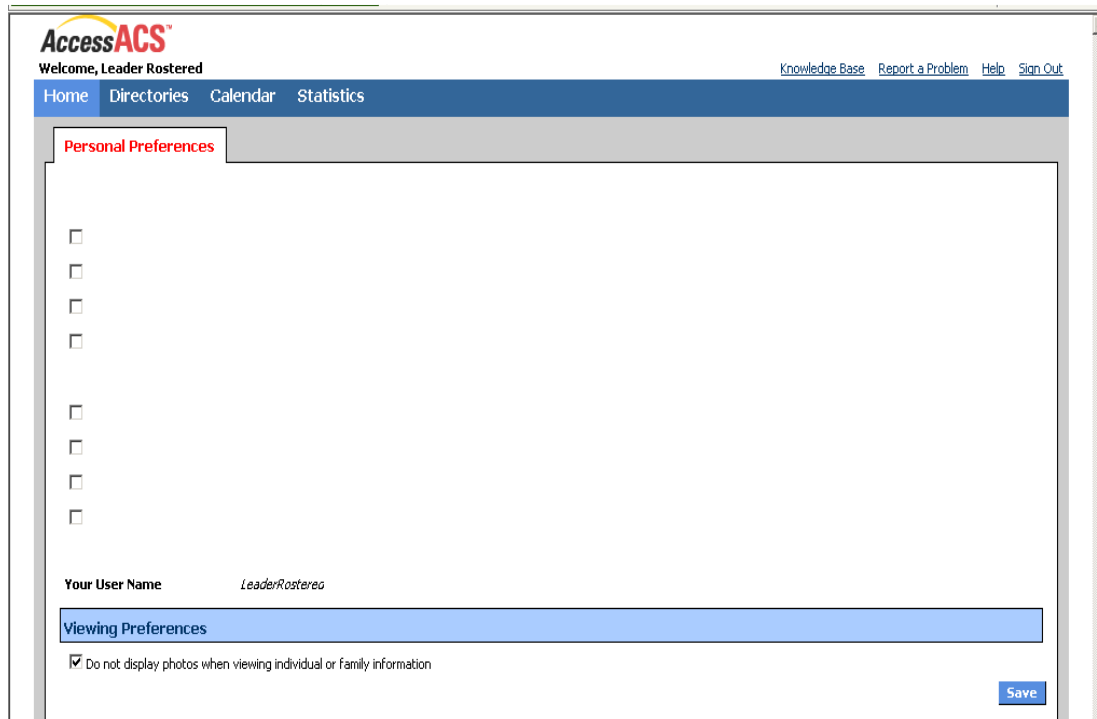 AccessACS™
Welcome, Leader Rostered
Knowledge Base Report a Problem Help Sign Out
Home Directories Calendar Statistics
Personal Preferences
Your User Name LeaderRostered
Viewing Preferences
Do not display photos when viewing individual or family information
Save